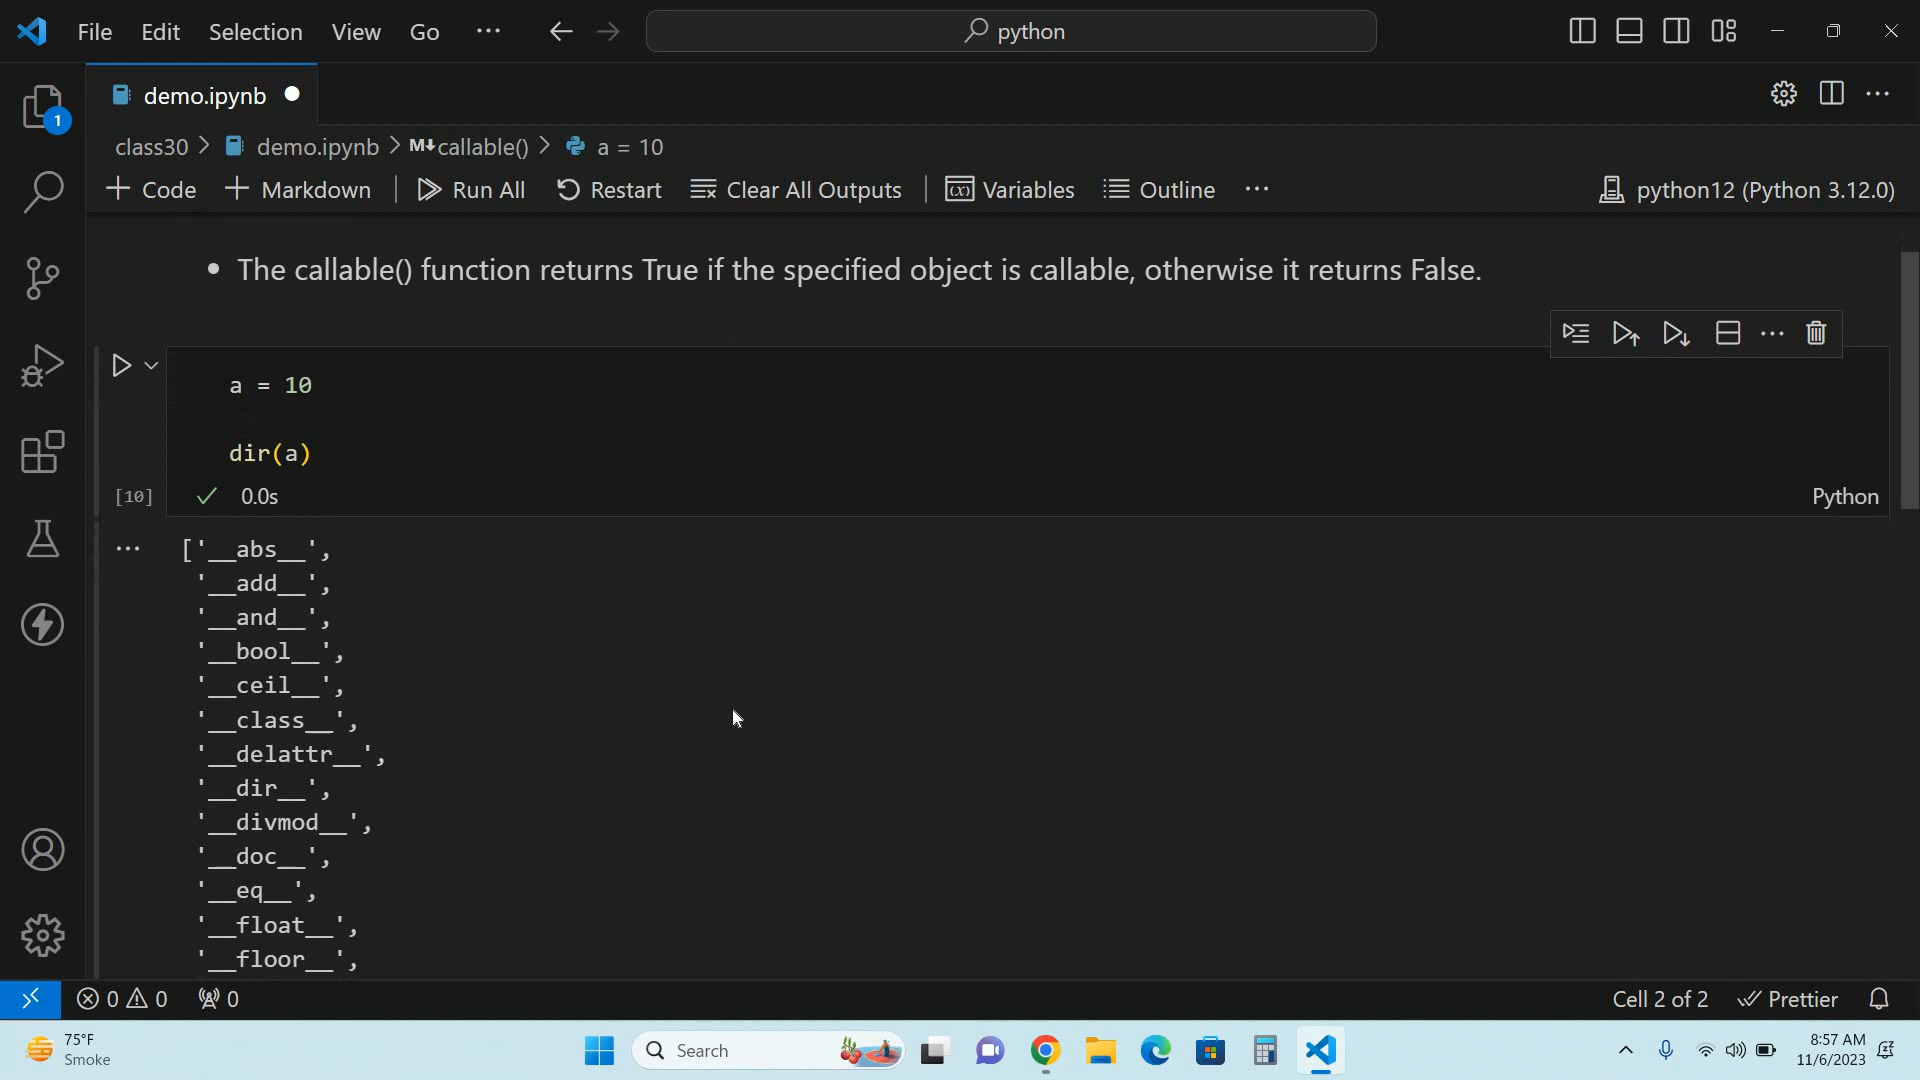 File Edit Selection View Go ··· python
demo.ipynb
1
class30 > demo.ipynb > M↓callable() > a = 10
+ Code + Markdown | Run All Restart Clear All Outputs | Variables Outline ··· python12 (Python 3.12.0)
• The callable() function returns True if the specified object is callable, otherwise it returns False.
a = 10
dir(a)
[10] ✓ 0.0s Python
··· ['__abs__',
'__add__',
'__and__',
'__bool__',
'__ceil__',
'__class__',
'__delattr__',
'__dir__',
'__divmod__',
'__doc__',
'__eq__',
'__float__',
'__floor__',
0 0 0 Cell 2 of 2 Prettier
75°F
Smoke
Search
8:57 AM
11/6/2023